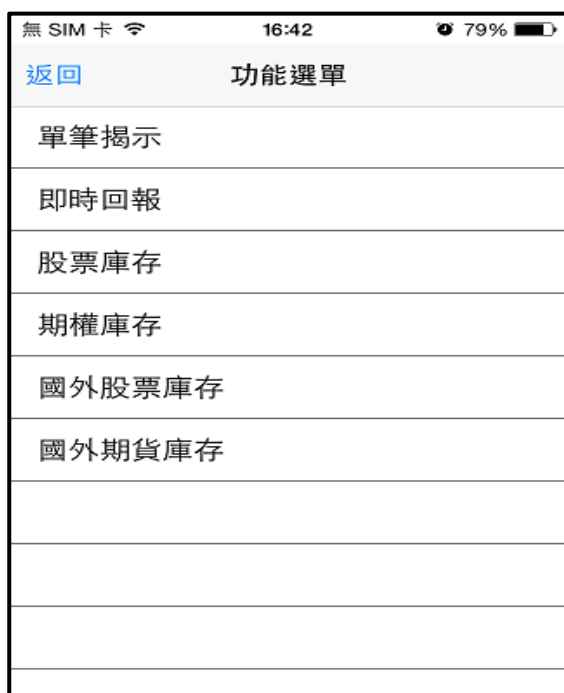 無 SIM 卡 16:42 79%
返回 功能選單
單筆揭示
即時回報
股票庫存
期權庫存
國外股票庫存
國外期貨庫存